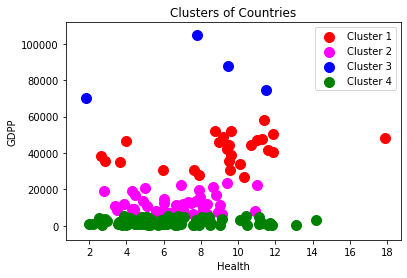 Clusters of Countries
Cluster 1
Cluster 2
Cluster 3
Cluster 4
GDPP
100000
80000
60000
40000
20000
0
2 4 6 8 10 12 14 16 18
Health